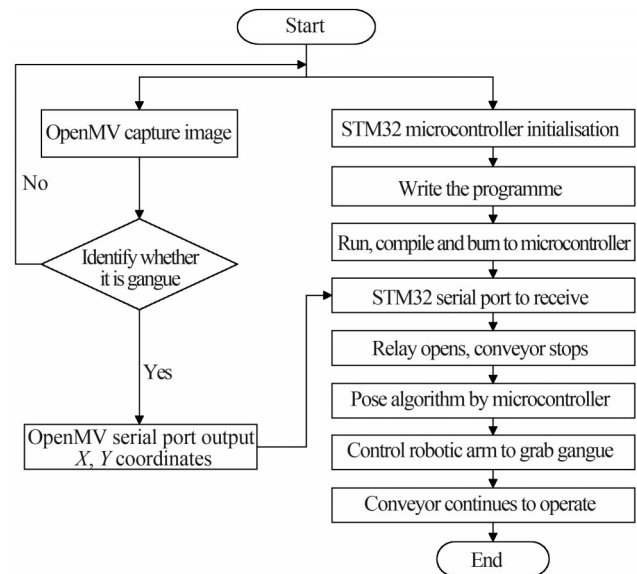 Start
OpenMV capture image
No
Identify whether
it is gangue
Yes
OpenMV serial port output
X, Y coordinates
STM32 microcontroller initialisation
Write the programme
Run, compile and burn to microcontroller
STM32 serial port to receive
Relay opens, conveyor stops
Pose algorithm by microcontroller
Control robotic arm to grab gangue
Conveyor continues to operate
End